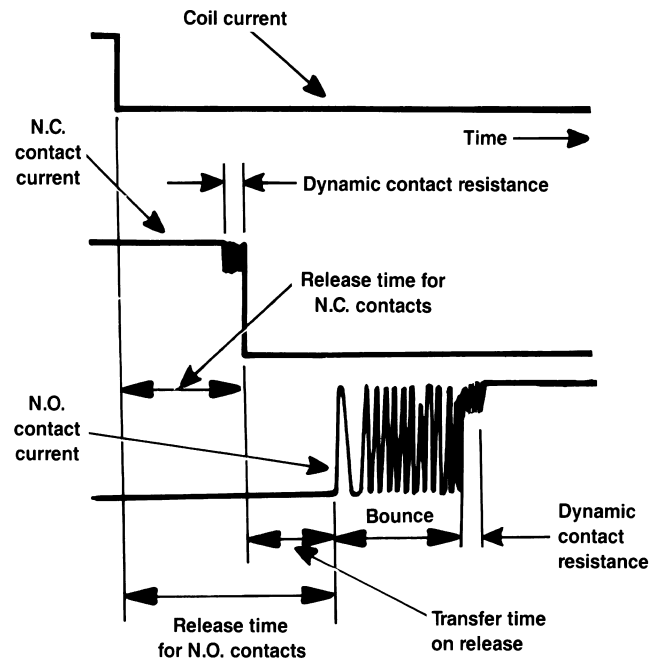 Coil current
Time
N.C.
contact
current
Dynamic contact resistance
Release time for
N.C. contacts
N.O.
contact
current
Bounce
Dynamic
contact
resistance
Transfer time
on release
Release time
for N.O. contacts